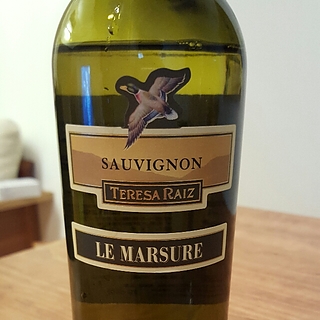 SAUVIGNON
TERESA RAIZ
LE MARSURE